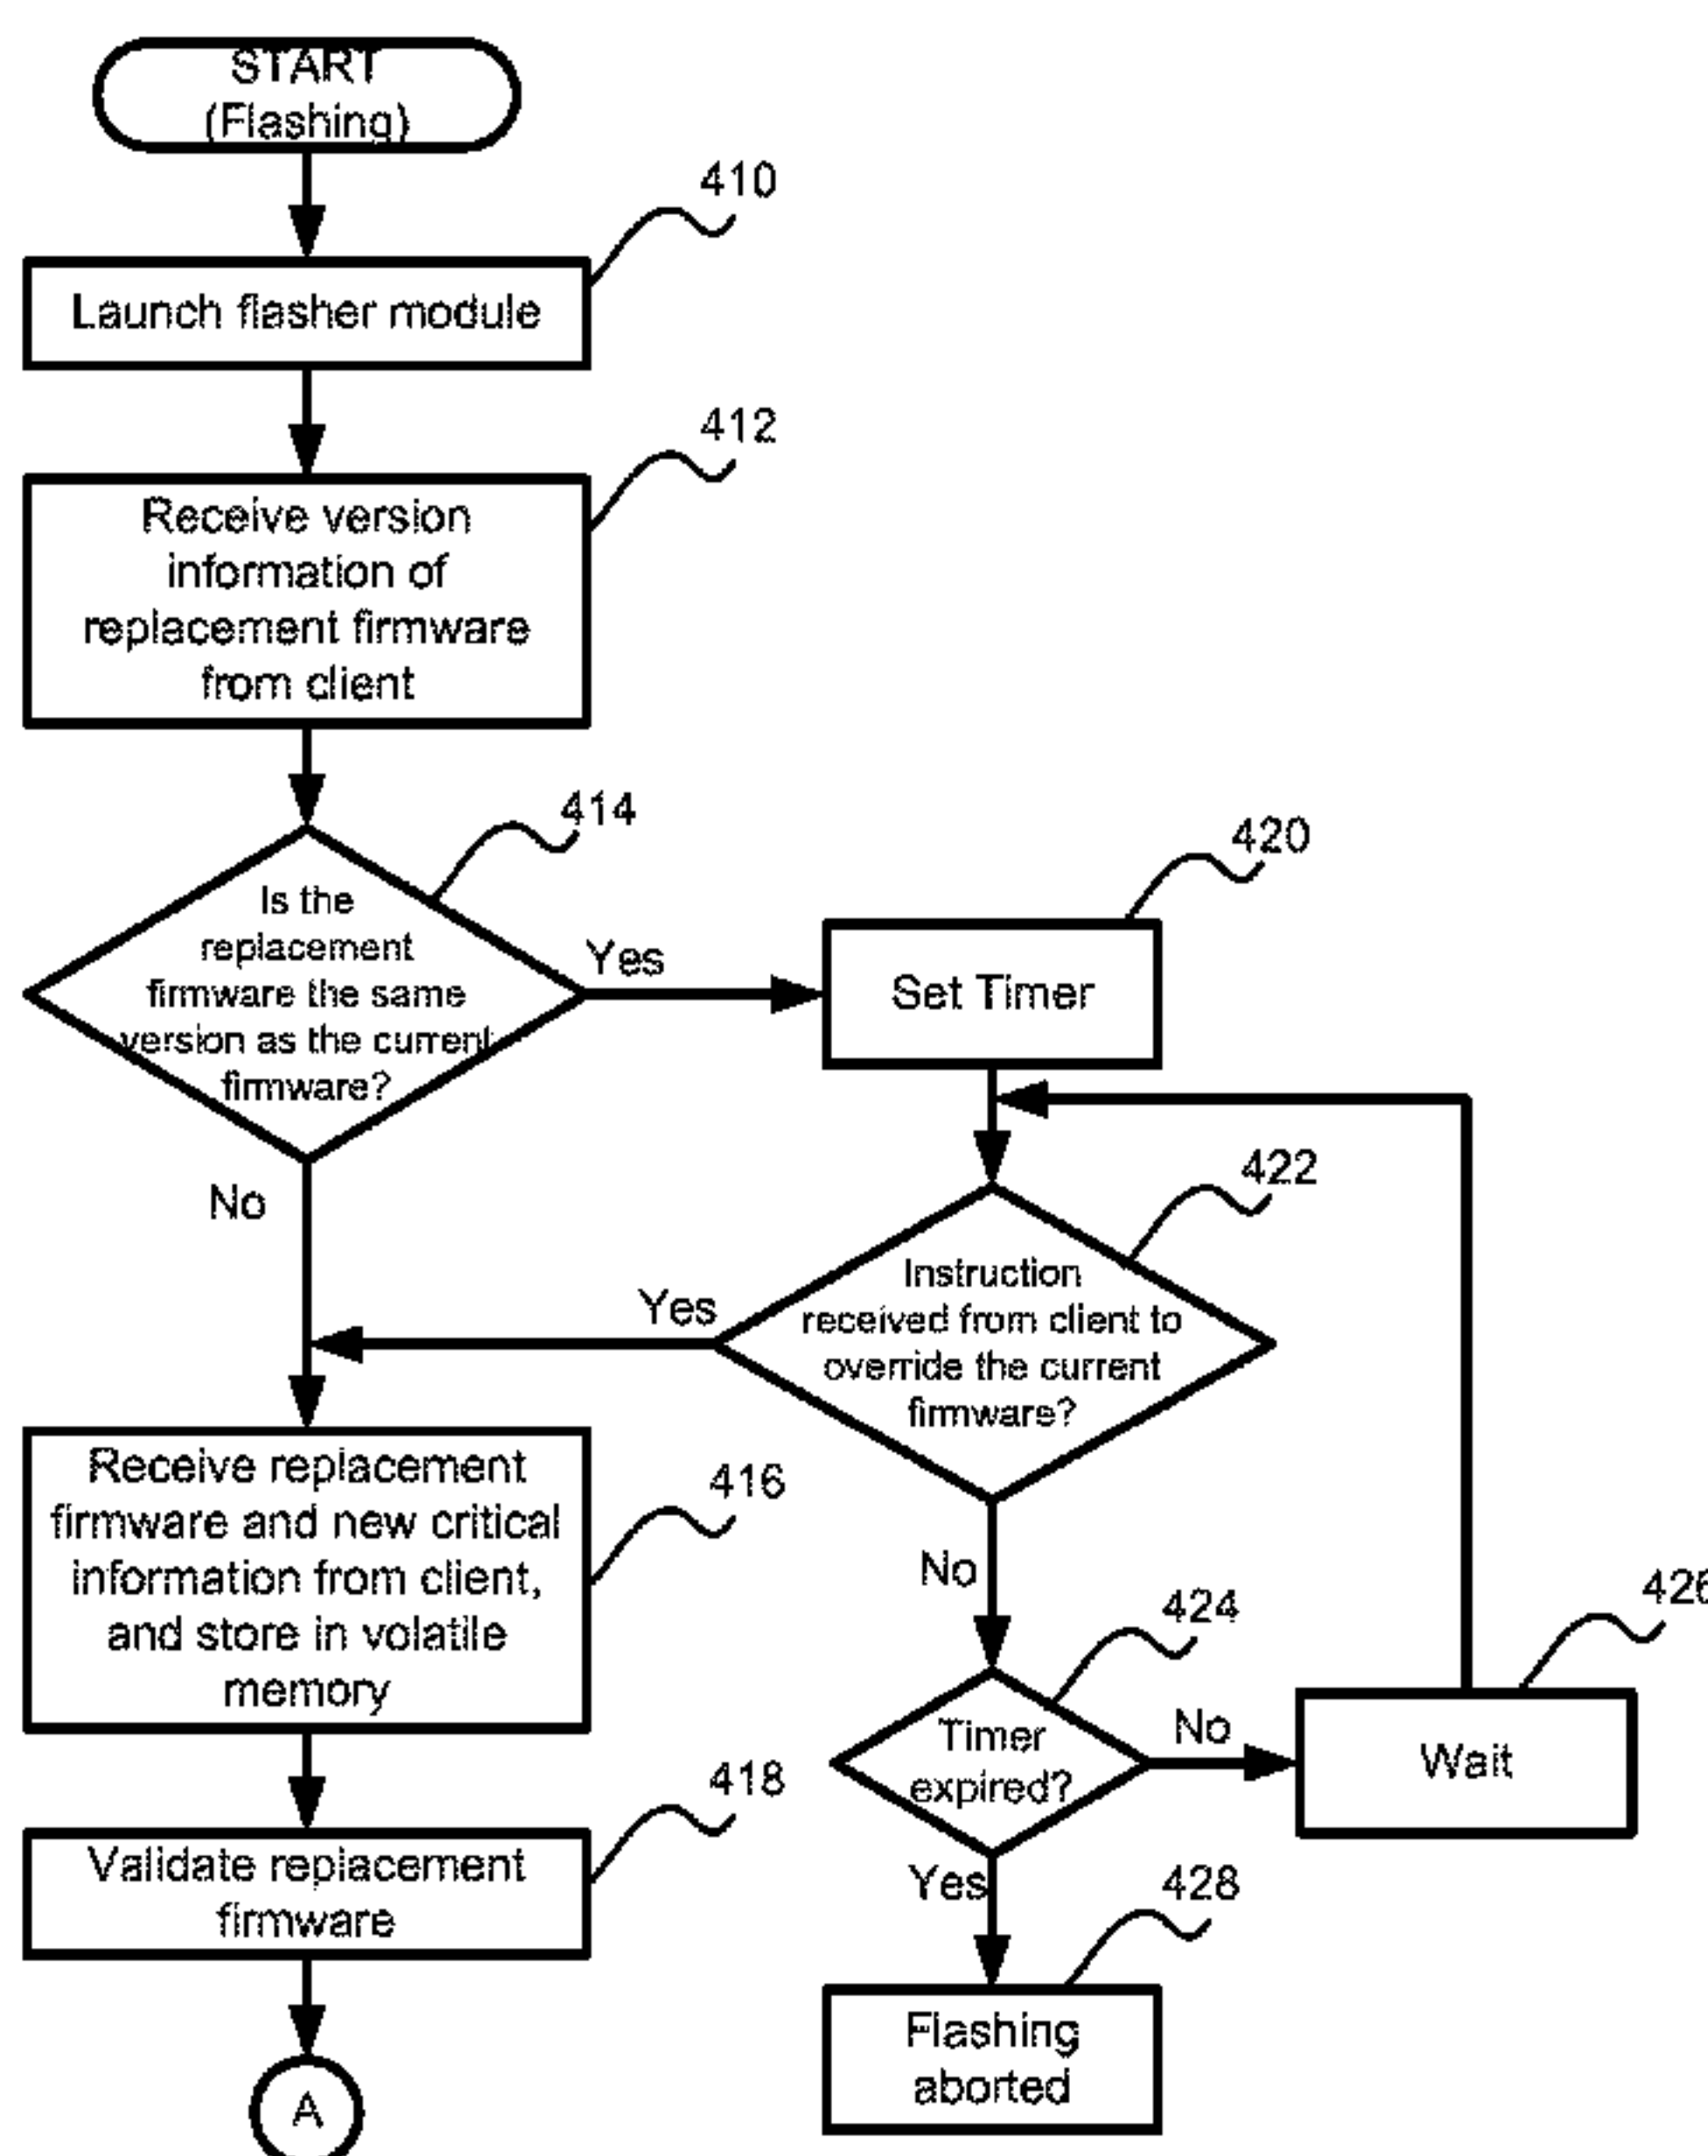 START
(Flashing)
410
Launch flasher module
412
Receive version
information of
replacement firmware
from client
414
Is the
replacement
firmware the same
version as the current
firmware?
Yes
420
Set Timer
No
422
Instruction
received from client to
override the current
firmware?
Yes
No
416
Receive replacement
firmware and new critical
information from client,
and store in volatile
memory
424
Timer
expired?
No
426
Wait
418
Validate replacement
firmware
Yes
428
Flashing
aborted
A